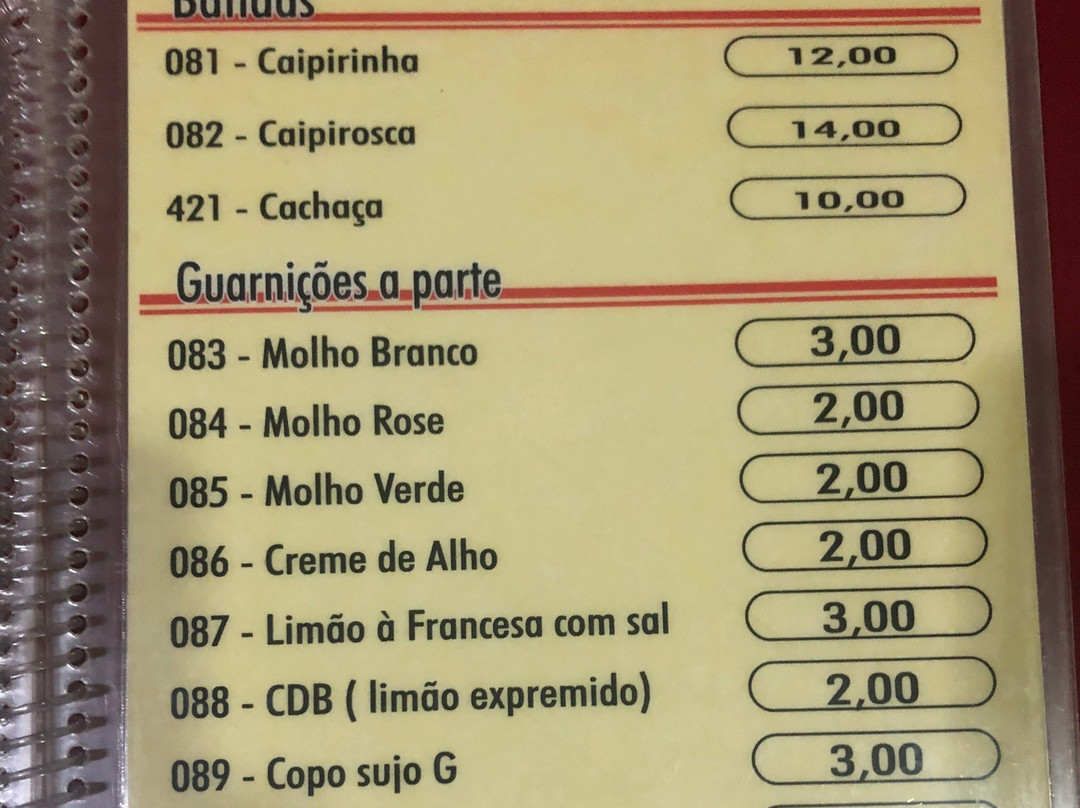 Batidas
081 - Caipirinha 12,00
082 - Caipirosca 14,00
421 - Cachaça 10,00
Guarnições a parte
083 - Molho Branco 3,00
084 - Molho Rose 2,00
085 - Molho Verde 2,00
086 - Creme de Alho 2,00
087 - Limão à Francesa com sal 3,00
088 - CDB ( limão expremido) 2,00
089 - Copo sujo G 3,00